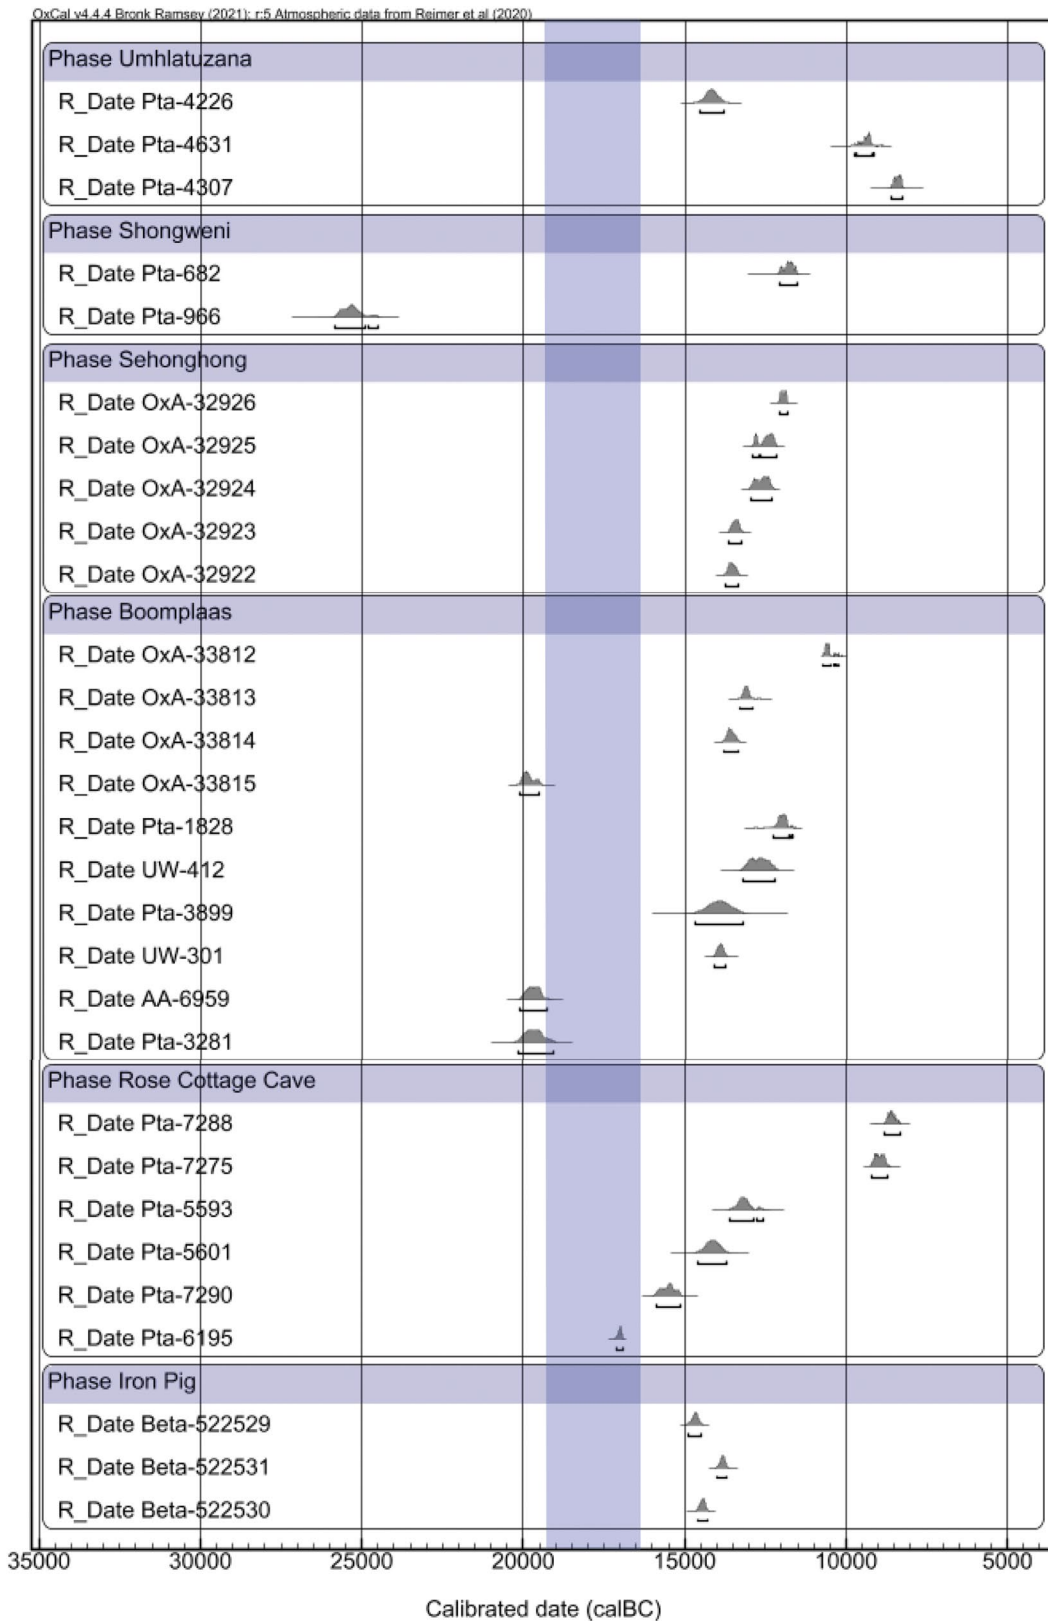 OxCal v4.4.4 Bronk Ramsey (2021); r:5 Atmospheric data from Reimer et al (2020)
Phase Umhlatuzana
R_Date Pta-4226
R_Date Pta-4631
R_Date Pta-4307
Phase Shongweni
R_Date Pta-682
R_Date Pta-966
Phase Sehonghong
R_Date OxA-32926
R_Date OxA-32925
R_Date OxA-32924
R_Date OxA-32923
R_Date OxA-32922
Phase Boomplaas
R_Date OxA-33812
R_Date OxA-33813
R_Date OxA-33814
R_Date OxA-33815
R_Date Pta-1828
R_Date UW-412
R_Date Pta-3899
R_Date UW-301
R_Date AA-6959
R_Date Pta-3281
Phase Rose Cottage Cave
R_Date Pta-7288
R_Date Pta-7275
R_Date Pta-5593
R_Date Pta-5601
R_Date Pta-7290
R_Date Pta-6195
Phase Iron Pig
R_Date Beta-522529
R_Date Beta-522531
R_Date Beta-522530
35000 30000 25000 20000 15000 10000 5000
Calibrated date (calBC)